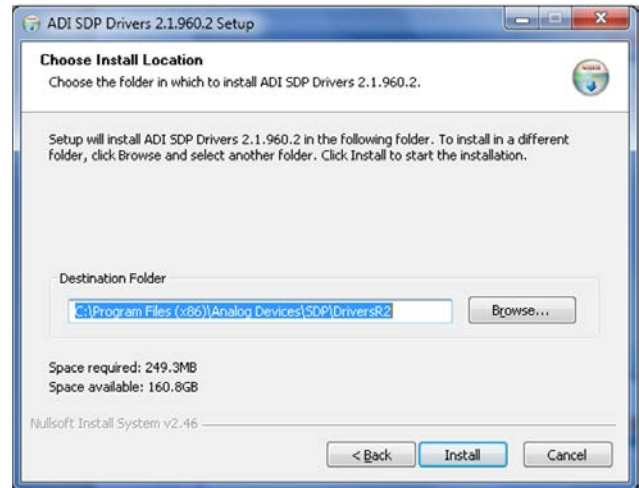 ADI SDP Drivers 2.1.960.2 Setup
Choose Install Location
Choose the folder in which to install ADI SDP Drivers 2.1.960.2.
Setup will install ADI SDP Drivers 2.1.960.2 in the following folder. To install in a different
folder, click Browse and select another folder. Click Install to start the installation.
Destination Folder
C:\Program Files (x86)\Analog Devices\SDP\DriversR2
Browse...
Space required: 249.3MB
Space available: 160.8GB
Nullsoft Install System v2.46
< Back
Install
Cancel